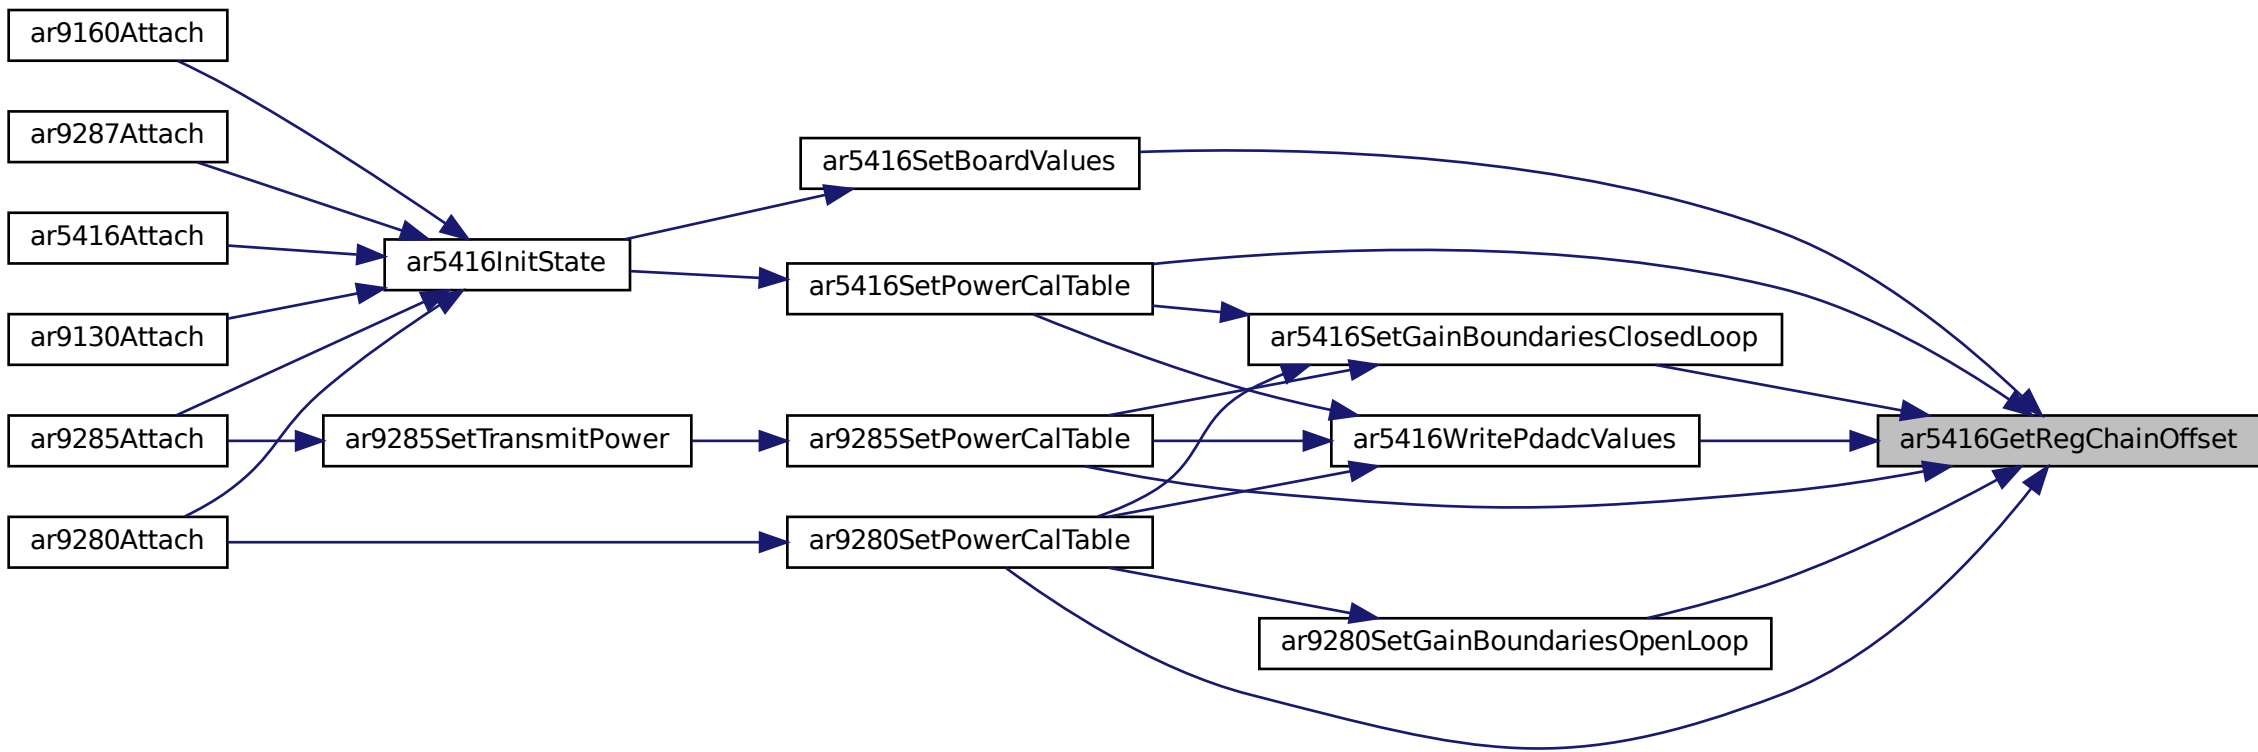 ar9160Attach
ar9287Attach
ar5416Attach
ar9130Attach
ar9285Attach
ar9280Attach
ar5416InitState
ar9285SetTransmitPower
ar5416SetBoardValues
ar5416SetPowerCalTable
ar9285SetPowerCalTable
ar9280SetPowerCalTable
ar5416SetGainBoundariesClosedLoop
ar5416WritePdadcValues
ar9280SetGainBoundariesOpenLoop
ar5416GetRegChainOffset